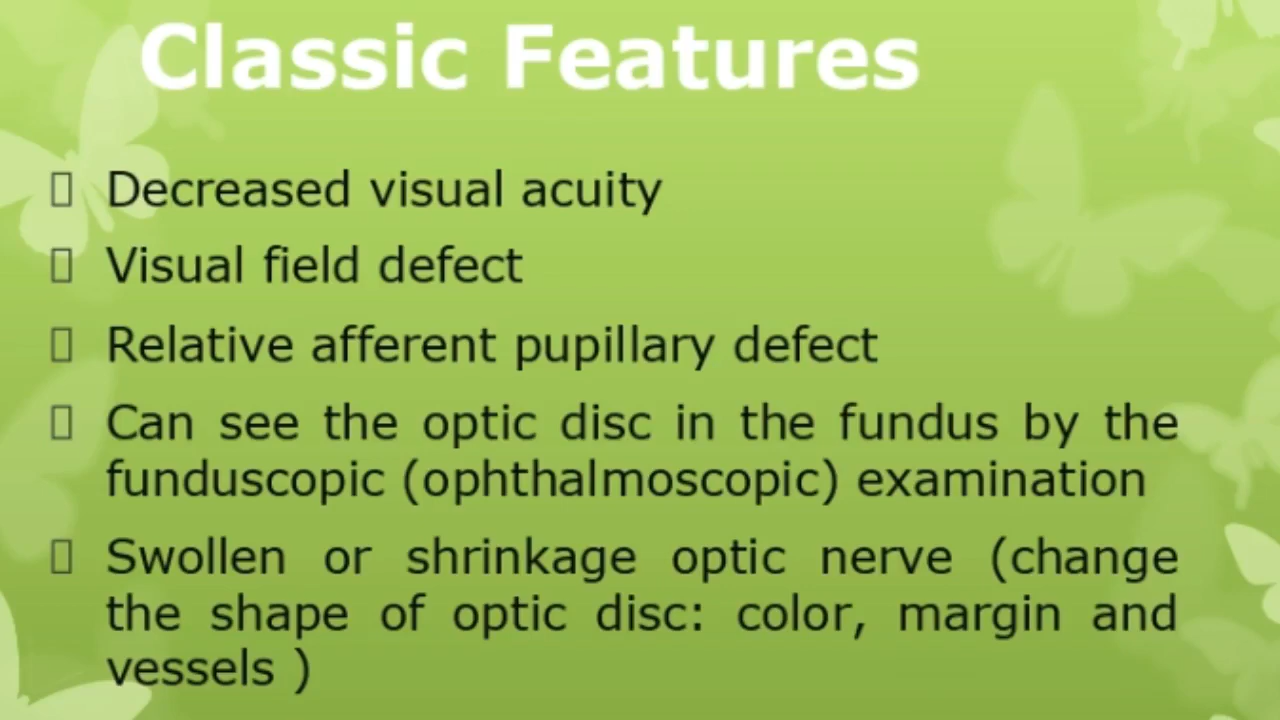 Classic Features
▯ Decreased visual acuity
▯ Visual field defect
▯ Relative afferent pupillary defect
▯ Can see the optic disc in the fundus by the
funduscopic (ophthalmoscopic) examination
▯ Swollen or shrinkage optic nerve (change
the shape of optic disc: color, margin and
vessels )